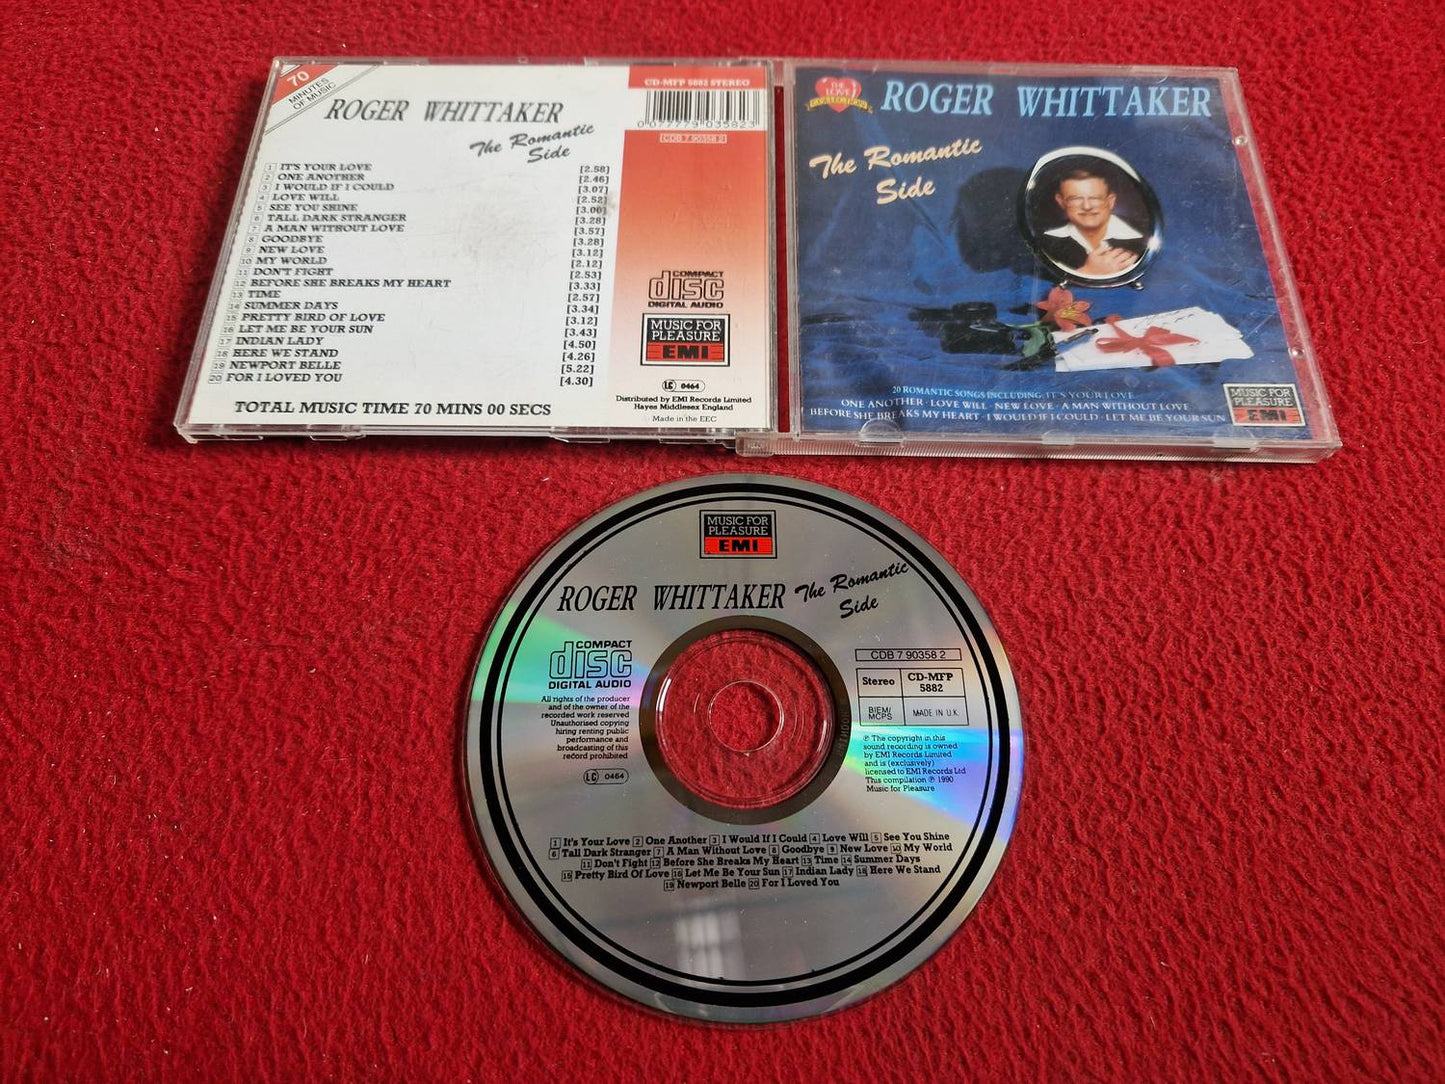 70
MINUTES
OF MUSIC
ROGER WHITTAKER
The Romantic
Side
1 IT'S YOUR LOVE [2.58]
2 ONE ANOTHER [2.46]
3 I WOULD IF I COULD [3.07]
4 LOVE WILL [2.52]
5 SEE YOU SHINE [3.00]
6 TALL DARK STRANGER [3.28]
7 A MAN WITHOUT LOVE [3.57]
8 GOODBYE [3.28]
9 NEW LOVE [3.12]
10 MY WORLD [2.12]
11 DON'T FIGHT [2.53]
12 BEFORE SHE BREAKS MY HEART [3.33]
13 TIME [2.57]
14 SUMMER DAYS [3.34]
15 PRETTY BIRD OF LOVE [3.12]
16 LET ME BE YOUR SUN [3.43]
17 INDIAN LADY [4.50]
18 HERE WE STAND [4.26]
19 NEWPORT BELLE [5.22]
20 FOR I LOVED YOU [4.30]
TOTAL MUSIC TIME 70 MINS 00 SECS
CD-MFP 5882 STEREO
0 077779 035823
CDB 7 90358 2
COMPACT
disc
DIGITAL AUDIO
MUSIC FOR
PLEASURE
EMI
LC 0464
Distributed by EMI Records Limited
Hayes Middlesex England
Made in the EEC
THE
LOVE
COLLECTION
ROGER WHITTAKER
The Romantic
Side
20 ROMANTIC SONGS INCLUDING: IT'S YOUR LOVE
ONE ANOTHER · LOVE WILL · NEW LOVE · A MAN WITHOUT LOVE
BEFORE SHE BREAKS MY HEART · I WOULD IF I COULD · LET ME BE YOUR SUN
MUSIC FOR
PLEASURE
EMI
MUSIC FOR
PLEASURE
EMI
ROGER WHITTAKER
The Romantic
Side
COMPACT
disc
DIGITAL AUDIO
All rights of the producer
and of the owner of the
recorded work reserved
Unauthorised copying
hiring renting public
performance and
broadcasting of this
record prohibited
LC 0464
CDB 7 90358 2
Stereo CD-MFP
5882
BIEM/
MCPS MADE IN U.K.
℗ The copyright in this
sound recording is owned
by EMI Records Limited
and is (exclusively)
licensed to EMI Records Ltd
This compilation ℗ 1990
Music for Pleasure
1 It's Your Love 2 One Another 3 I Would If I Could 4 Love Will 5 See You Shine
6 Tall Dark Stranger 7 A Man Without Love 8 Goodbye 9 New Love 10 My World
11 Don't Fight 12 Before She Breaks My Heart 13 Time 14 Summer Days
15 Pretty Bird Of Love 16 Let Me Be Your Sun 17 Indian Lady 18 Here We Stand
19 Newport Belle 20 For I Loved You